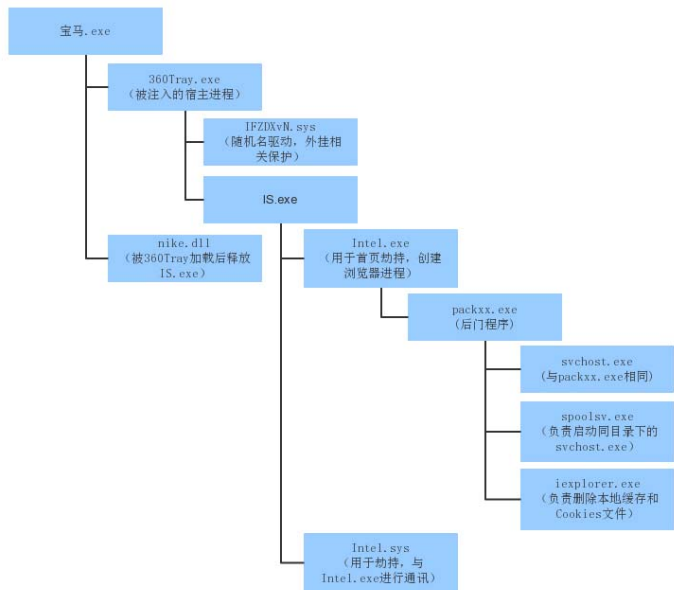 宝马.exe
360Tray.exe
(被注入的宿主进程)
IFZDXvN.sys
(随机名驱动, 外挂相
关保护)
IS.exe
nike.dll
(被360Tray加载后释放
IS.exe)
Intel.exe
(用于首页劫持, 创建
浏览器进程)
packxx.exe
(后门程序)
svchost.exe
(与packxx.exe相同)
spoolsv.exe
(负责启动同目录下的
svchost.exe)
iexplorer.exe
(负责删除本地缓存和
Cookies文件)
Intel.sys
(用于劫持, 与
Intel.exe进行通讯)